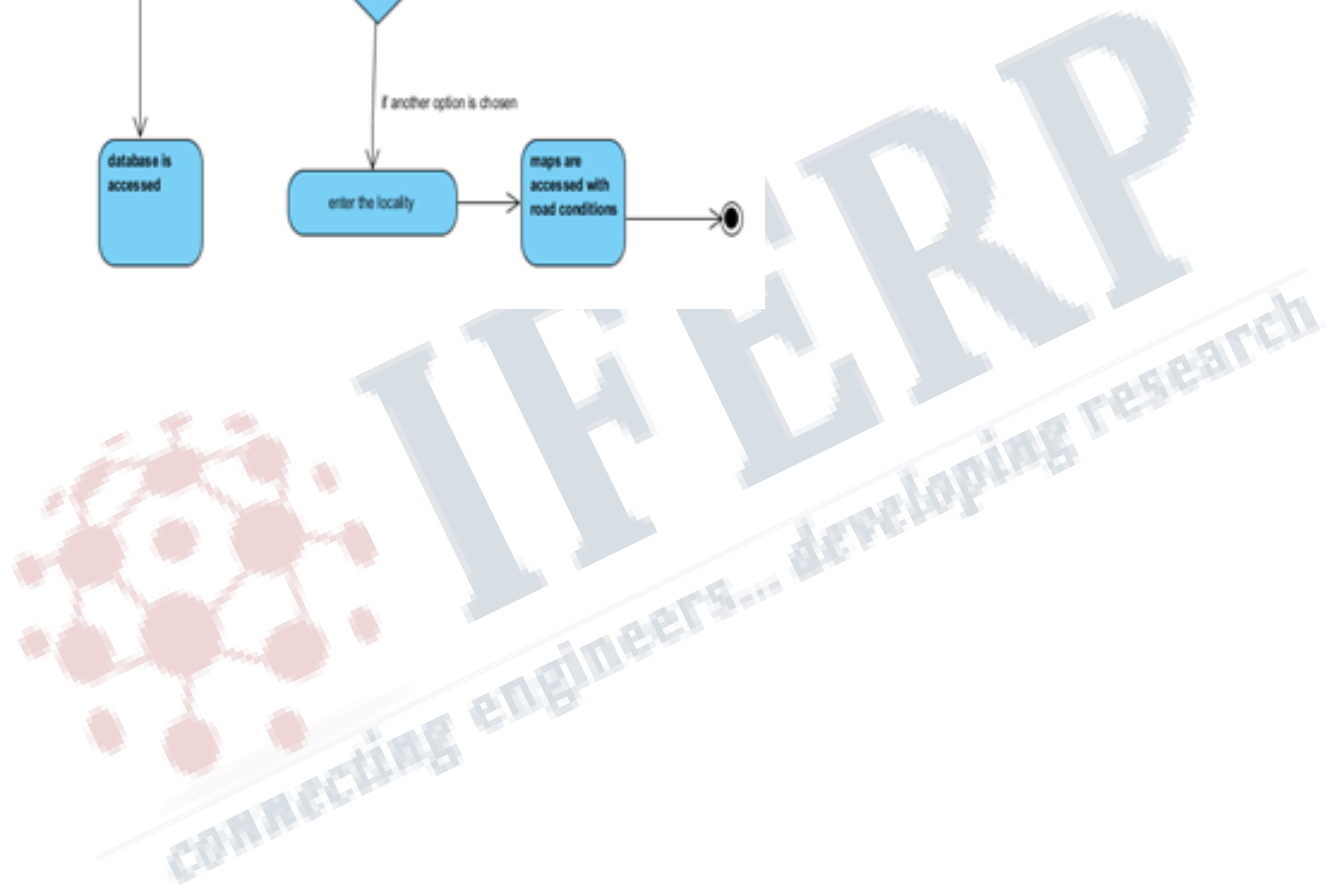 if another option is chosen
database is
accessed
enter the locality
maps are
accessed with
road conditions
IFERP
connecting engineers... developing research